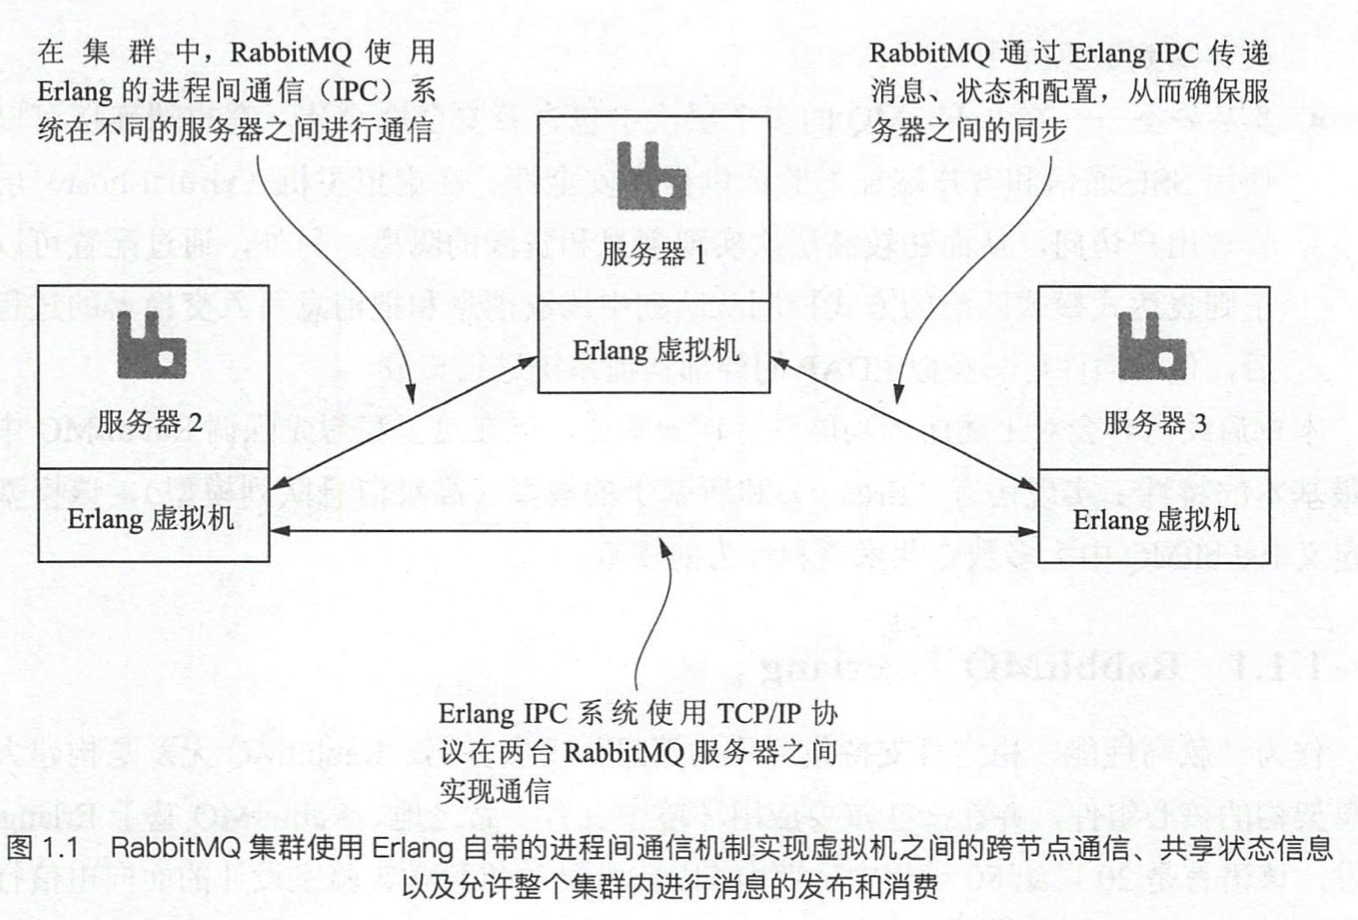 在集群中，RabbitMQ 使用
Erlang 的进程间通信（IPC）系
统在不同的服务器之间进行通信
RabbitMQ 通过 Erlang IPC 传递
消息、状态和配置，从而确保服
务器之间的同步
服务器 1
Erlang 虚拟机
服务器 2
Erlang 虚拟机
服务器 3
Erlang 虚拟机
Erlang IPC 系统使用 TCP/IP 协
议在两台 RabbitMQ 服务器之间
实现通信
图 1.1 RabbitMQ 集群使用 Erlang 自带的进程间通信机制实现虚拟机之间的跨节点通信、共享状态信息
以及允许整个集群内进行消息的发布和消费